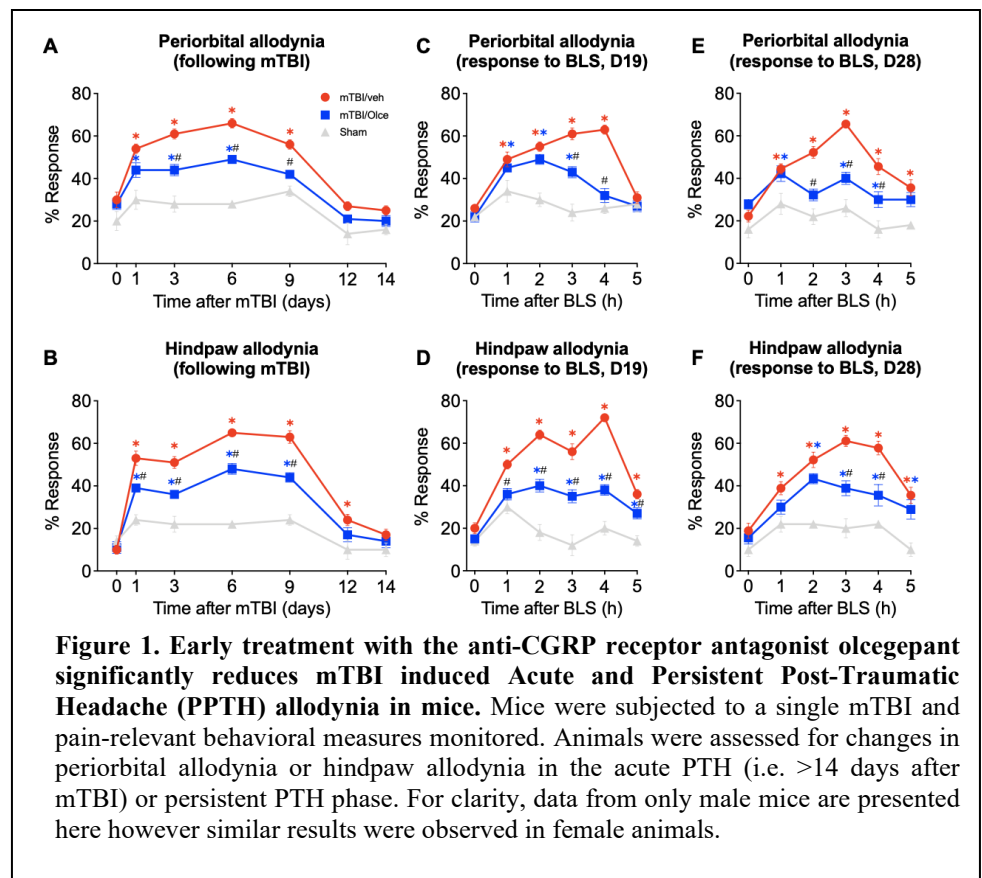 A
Periorbital allodynia
(following mTBI)
% Response
80
60
40
20
0
mTBI/veh
mTBI/Olce
Sham
* * * *
* *# *# #
0 1 3 6 9 12 14
Time after mTBI (days)
C
Periorbital allodynia
(response to BLS, D19)
% Response
80
60
40
20
0
** ** * *
*# #
0 1 2 3 4 5
Time after BLS (h)
E
Periorbital allodynia
(response to BLS, D28)
% Response
80
60
40
20
0
** * * * *
# *# *#
0 1 2 3 4 5
Time after BLS (h)
B
Hindpaw allodynia
(following mTBI)
% Response
80
60
40
20
0
* * * * *
*# *# *# *#
0 1 3 6 9 12 14
Time after mTBI (days)
D
Hindpaw allodynia
(response to BLS, D19)
% Response
80
60
40
20
0
* * * * *
# *# *# *# *#
0 1 2 3 4 5
Time after BLS (h)
F
Hindpaw allodynia
(response to BLS, D28)
% Response
80
60
40
20
0
* ** * * **
*# *#
0 1 2 3 4 5
Time after BLS (h)
Figure 1. Early treatment with the anti-CGRP receptor antagonist olcegepant
significantly reduces mTBI induced Acute and Persistent Post-Traumatic
Headache (PPTH) allodynia in mice. Mice were subjected to a single mTBI and
pain-relevant behavioral measures monitored. Animals were assessed for changes in
periorbital allodynia or hindpaw allodynia in the acute PTH (i.e. >14 days after
mTBI) or persistent PTH phase. For clarity, data from only male mice are presented
here however similar results were observed in female animals.